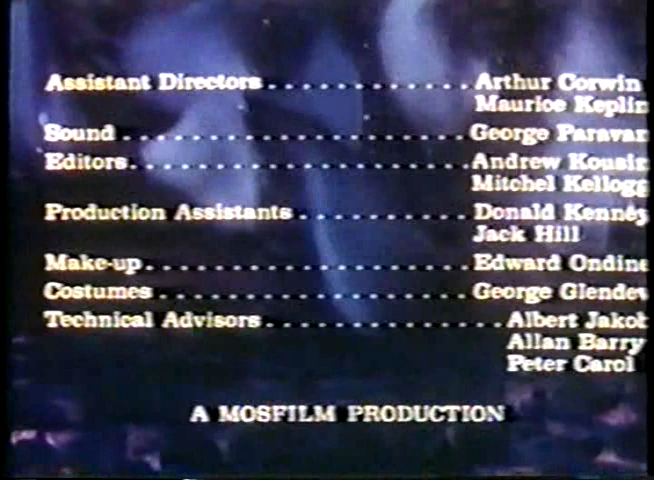 Assistant Directors............Arthur Corwin
Maurice Keplin
Sound.....................George Paravan
Editors....................Andrew Kousin
Mitchel Kellogg
Production Assistants..........Donald Kenney
Jack Hill
Make-up...................Edward Ondine
Costumes..................George Glendev
Technical Advisors..............Albert Jakob
Allan Barry
Peter Carol
A MOSFILM PRODUCTION